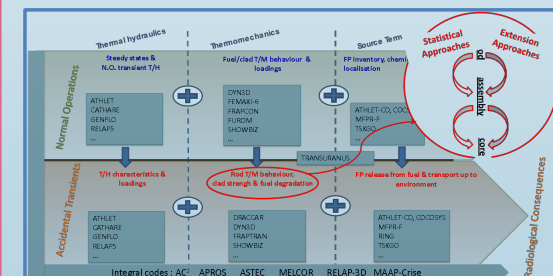 Thermal hydraulics
Thermomechanics
Source Term
Statistical
Approaches
Extension
Approaches
Steady states &
N.O. transient T/H
Fuel/clad T/M behaviour &
loadings
FP inventory, chemi
localisation
assembly
core
Normal Operations
ATHLET
CATHARE
GENFLO
RELAP5
...
DYN3D
FEMAXI-6
FRAPCON
FUROM
SHOWBIZ
...
ATHLET-CD, COCO
MFPR-F
TSKGO
...
TRANSURANUS
Accidental Transients
T/H characteristics &
loadings
Rod T/M behaviour,
clad strengh & fuel degradation
FP release from fuel & transport up to
environment
ATHLET
CATHARE
GENFLO
RELAP5
...
DRACCAR
DYN3D
FRAPTRAN
SHOWBIZ
...
ATHLET-CD, COCOSYS
MFPR-F
RING
TSKGO
...
Radiological Consequences
Integral codes : AC² APROS ASTEC MELCOR RELAP-3D MAAP-Crise